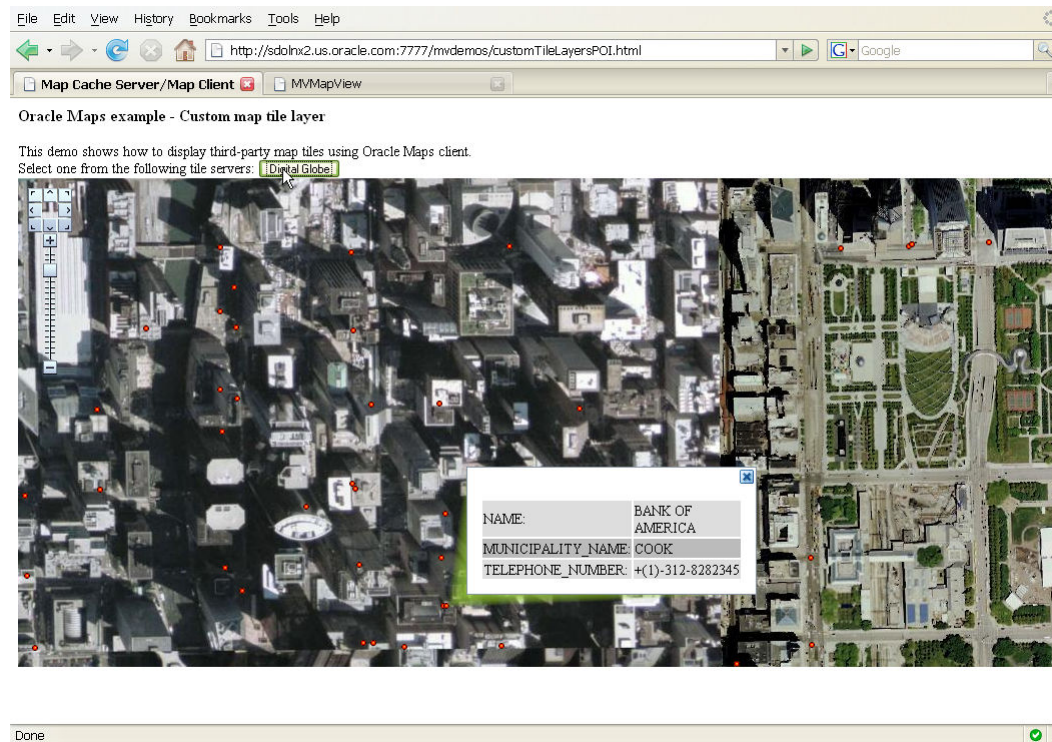 File Edit View History Bookmarks Tools Help
http://sdolnx2.us.oracle.com:7777/mvdemos/customTileLayersPOI.html
G Google
Map Cache Server/Map Client
MVMapView
Oracle Maps example - Custom map tile layer
This demo shows how to display third-party map tiles using Oracle Maps client.
Select one from the following tile servers: Digital Globe
NAME: BANK OF
AMERICA
MUNICIPALITY_NAME: COOK
TELEPHONE_NUMBER: +(1)-312-8282345
Done